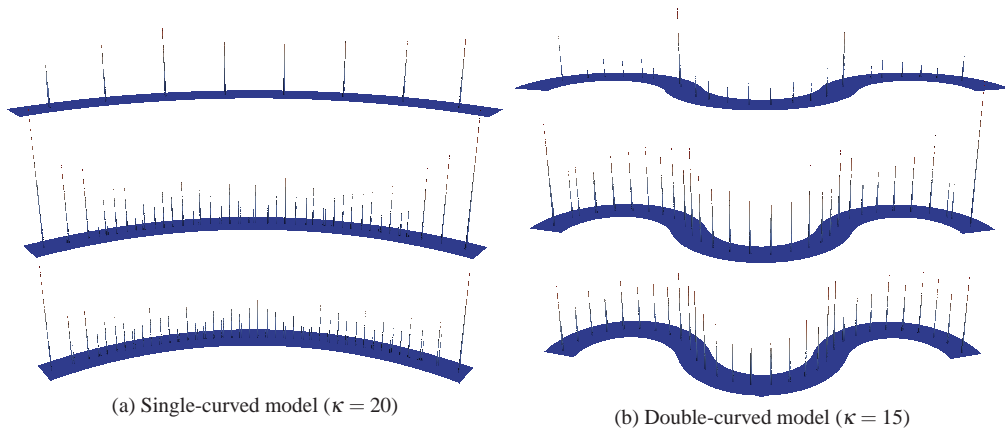 (a) Single-curved model (κ = 20)
(b) Double-curved model (κ = 15)